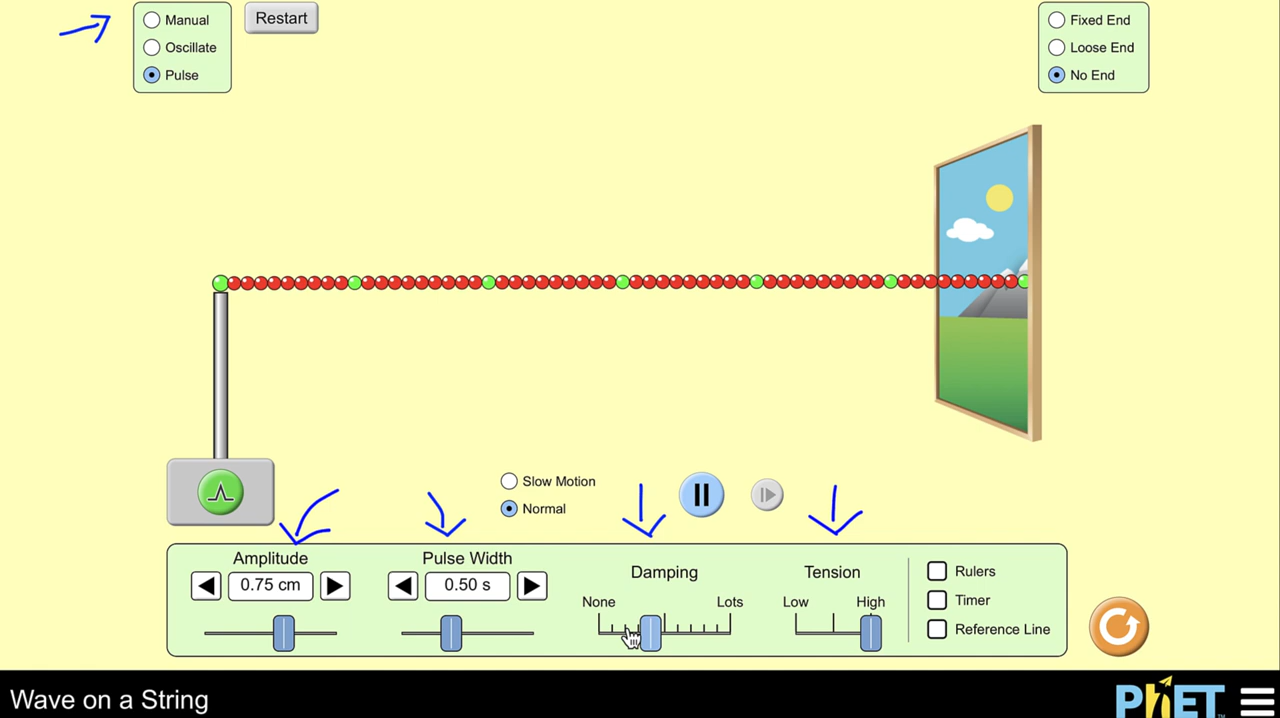 Manual
Oscillate
Pulse
Restart
Fixed End
Loose End
No End
Slow Motion
Normal
Amplitude
0.75 cm
Pulse Width
0.50 s
Damping
None
Lots
Tension
Low
High
Rulers
Timer
Reference Line
Wave on a String
PhET